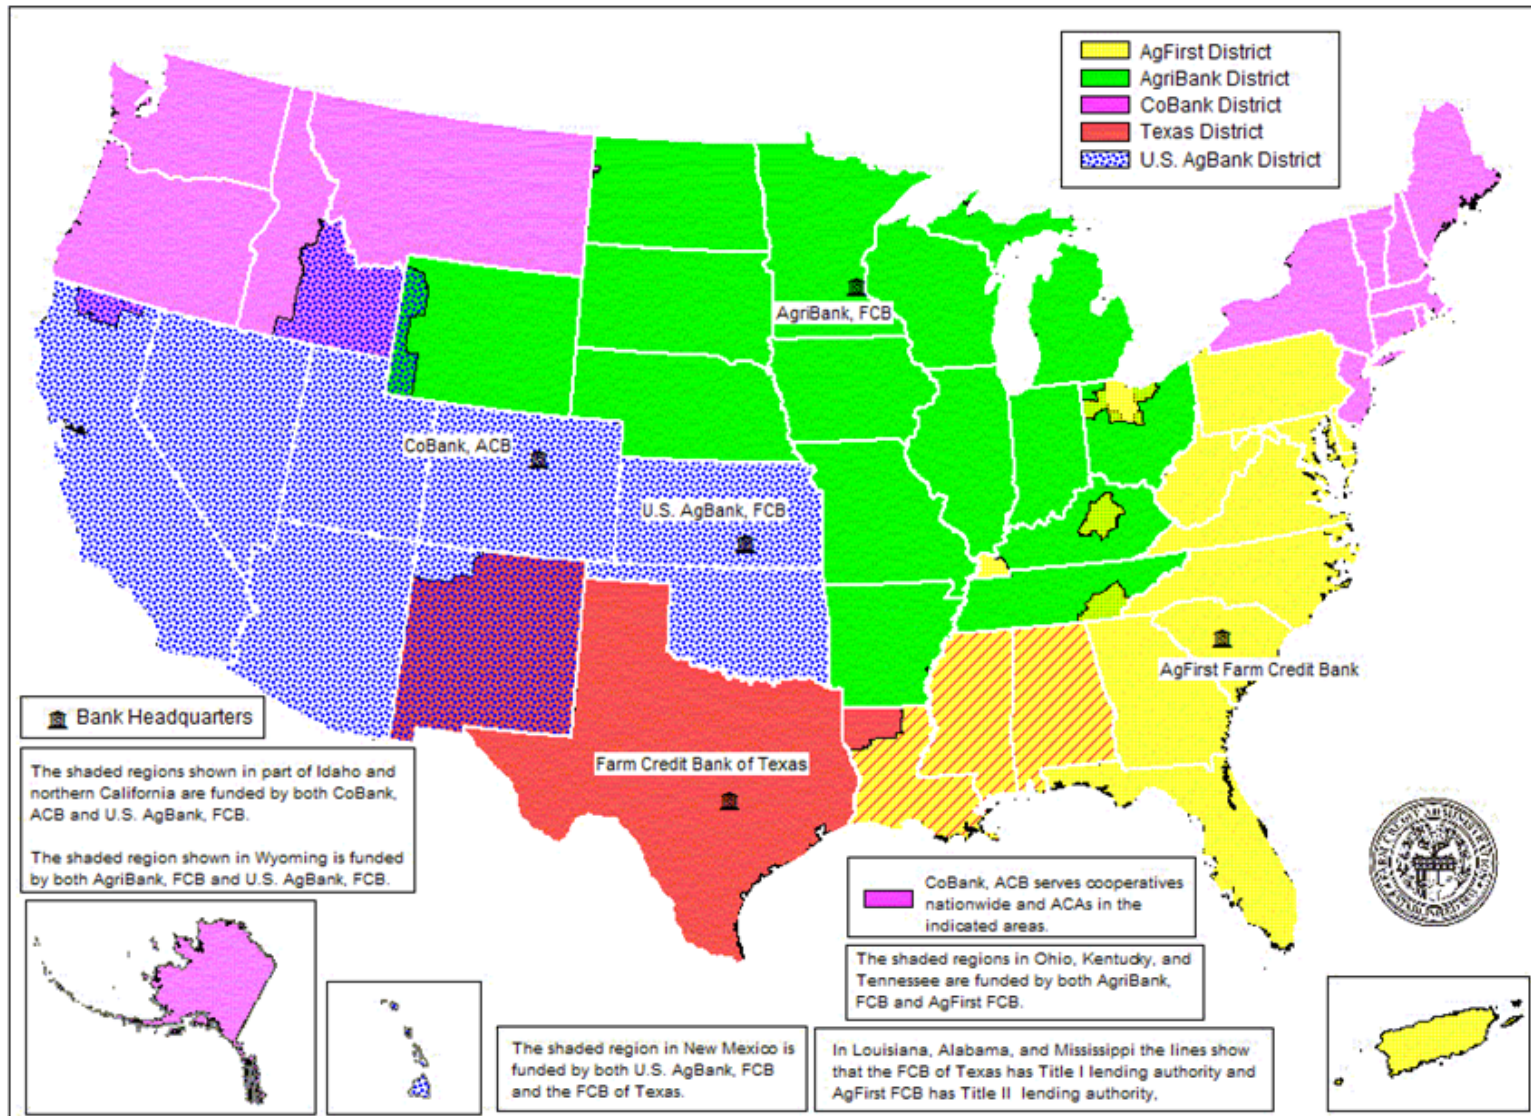 AgFirst District
AgriBank District
CoBank District
Texas District
U.S. AgBank District
AgriBank, FCB
CoBank, ACB
U.S. AgBank, FCB
AgFirst Farm Credit Bank
Farm Credit Bank of Texas
Bank Headquarters
The shaded regions shown in part of Idaho and
northern California are funded by both CoBank,
ACB and U.S. AgBank, FCB.
The shaded region shown in Wyoming is funded
by both AgriBank, FCB and U.S. AgBank, FCB.
CoBank, ACB serves cooperatives
nationwide and ACAs in the
indicated areas.
The shaded regions in Ohio, Kentucky, and
Tennessee are funded by both AgriBank,
FCB and AgFirst FCB.
The shaded region in New Mexico is
funded by both U.S. AgBank, FCB
and the FCB of Texas.
In Louisiana, Alabama, and Mississippi the lines show
that the FCB of Texas has Title I lending authority and
AgFirst FCB has Title II lending authority,
FARM CREDIT ADMINISTRATION
ESTABLISHED 1933